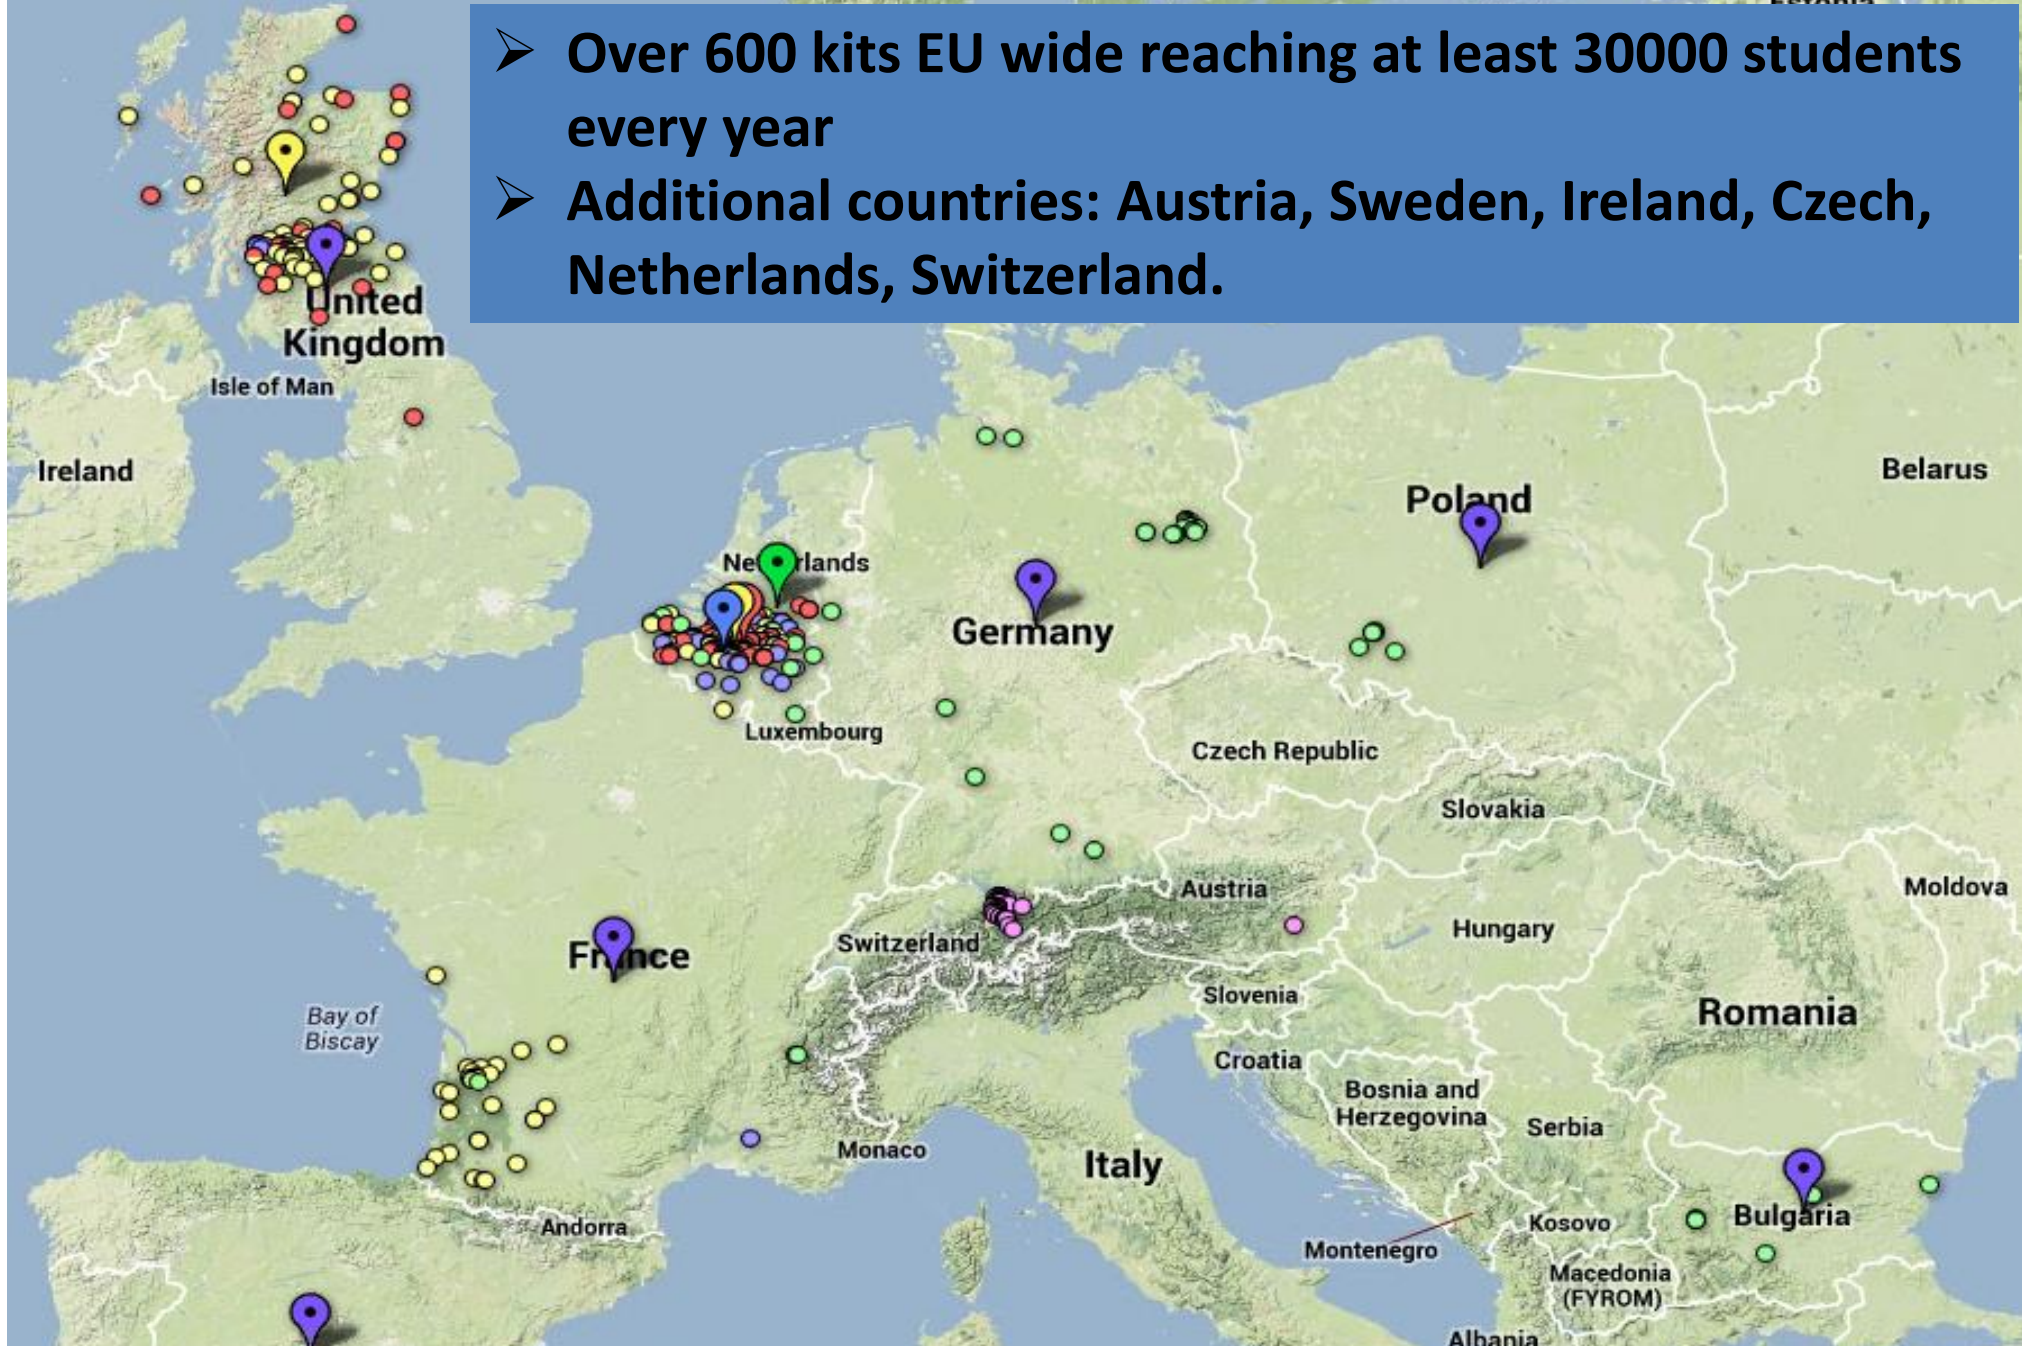 Estonia
➢ Over 600 kits EU wide reaching at least 30000 students
every year
➢ Additional countries: Austria, Sweden, Ireland, Czech,
Netherlands, Switzerland.
United
Kingdom
Isle of Man
Ireland
Belarus
Poland
Netherlands
Germany
Luxembourg
Czech Republic
Slovakia
Austria
Moldova
Switzerland
Hungary
France
Slovenia
Romania
Bay of
Biscay
Croatia
Bosnia and
Herzegovina
Serbia
Monaco
Italy
Andorra
Kosovo
Bulgaria
Montenegro
Macedonia
(FYROM)
Albania